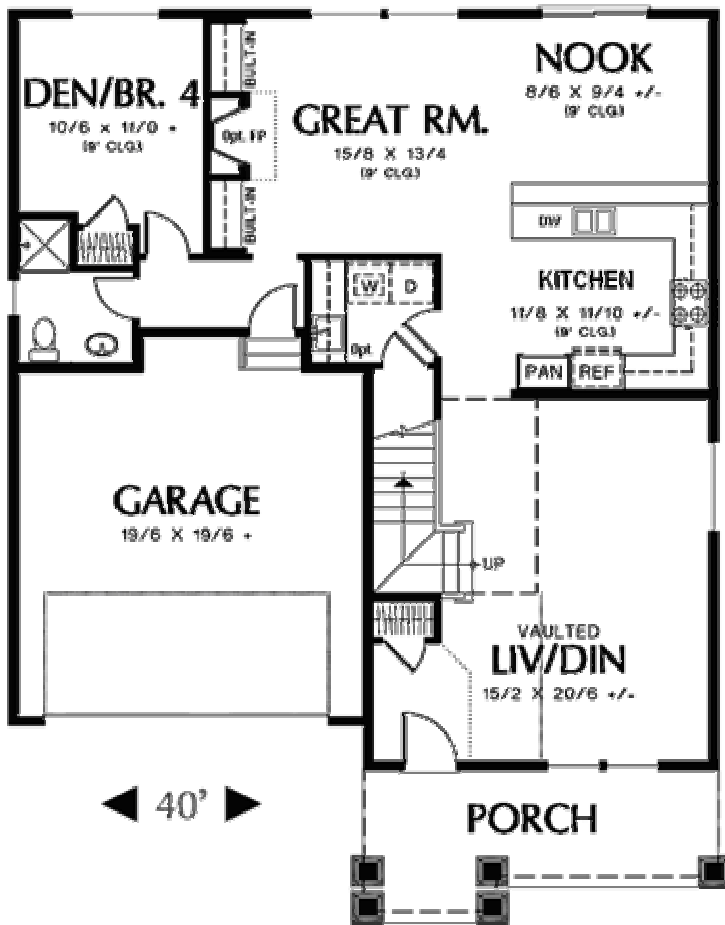 DEN/BR. 4
10/6 x 11/0 +
(9' CLG.)
BUILT-IN
Opt. FP
BUILT-IN
GREAT RM.
15/8 X 13/4
(9' CLG.)
NOOK
8/6 X 9/4 +/-
(9' CLG.)
DW
KITCHEN
11/8 X 11/10 +/-
(9' CLG.)
PAN
REF
W
D
Opt
GARAGE
19/6 X 19/6 +
UP
VAULTED
LIV/DIN
15/2 X 20/6 +/-
40'
PORCH